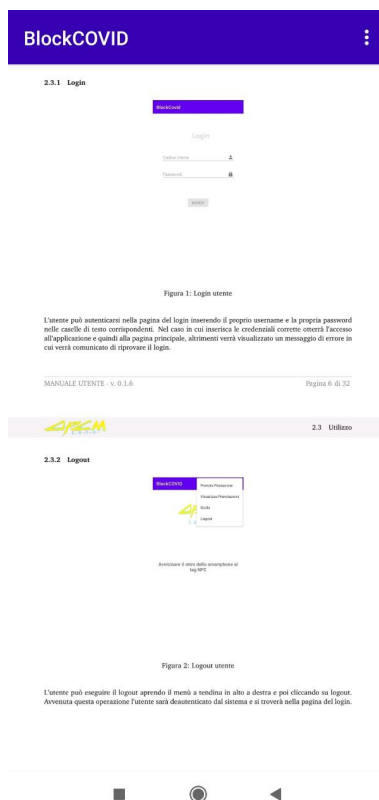 BlockCOVID
2.3.1 Login
BlockCovid
Login
Codice Utente
Password
Figura 1: Login utente
L'utente può autenticarsi nella pagina del login inserendo il proprio username e la propria password
nelle caselle di testo corrispondenti. Nel caso in cui inserisca le credenziali corrette otterrà l'accesso
all'applicazione e quindi alla pagina principale, altrimenti verrà visualizzato un messaggio di errore in
cui verrà comunicato di riprovare il login.
MANUALE UTENTE - v. 0.1.6
Pagina 6 di 32
2.3 Utilizzo
2.3.2 Logout
BlockCOVID
Prenota Postazione
Visualizza Prenotazioni
Guida
Logout
Avvicinare il retro dello smartphone al
tag NFC
Figura 2: Logout utente
L'utente può eseguire il logout aprendo il menù a tendina in alto a destra e poi cliccando su logout.
Avvenuta questa operazione l'utente sarà deautenticato dal sistema e si troverà nella pagina del login.